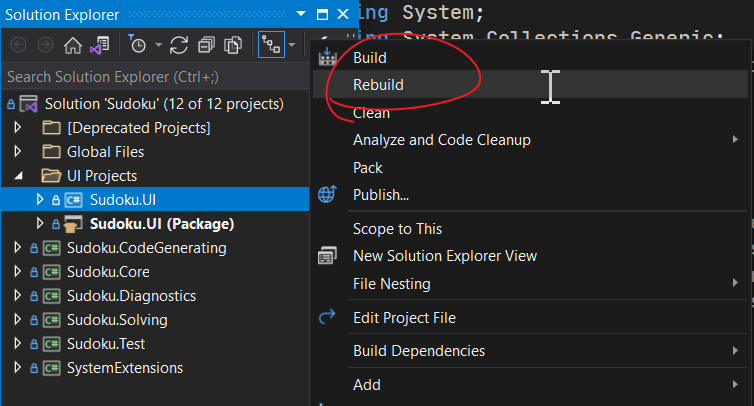 Solution Explorer
Search Solution Explorer (Ctrl+;)
Solution 'Sudoku' (12 of 12 projects)
[Deprecated Projects]
Global Files
UI Projects
Sudoku.UI
Sudoku.UI (Package)
Sudoku.CodeGenerating
Sudoku.Core
Sudoku.Diagnostics
Sudoku.Solving
Sudoku.Test
SystemExtensions
ing System;
ing System.Collections.Generic;
Build
Rebuild
Clean
Analyze and Code Cleanup
Pack
Publish...
Scope to This
New Solution Explorer View
File Nesting
Edit Project File
Build Dependencies
Add